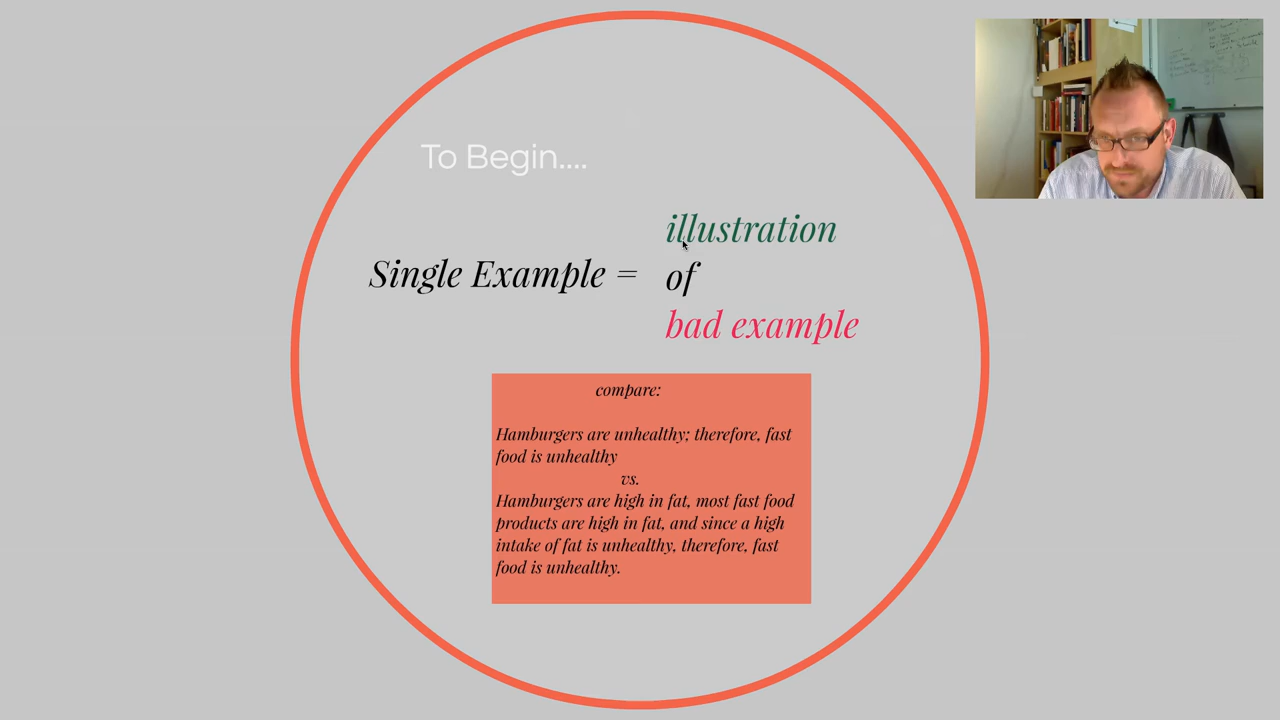 To Begin....
illustration
Single Example = of
bad example
compare:
Hamburgers are unhealthy; therefore, fast
food is unhealthy
vs.
Hamburgers are high in fat, most fast food
products are high in fat, and since a high
intake of fat is unhealthy, therefore, fast
food is unhealthy.